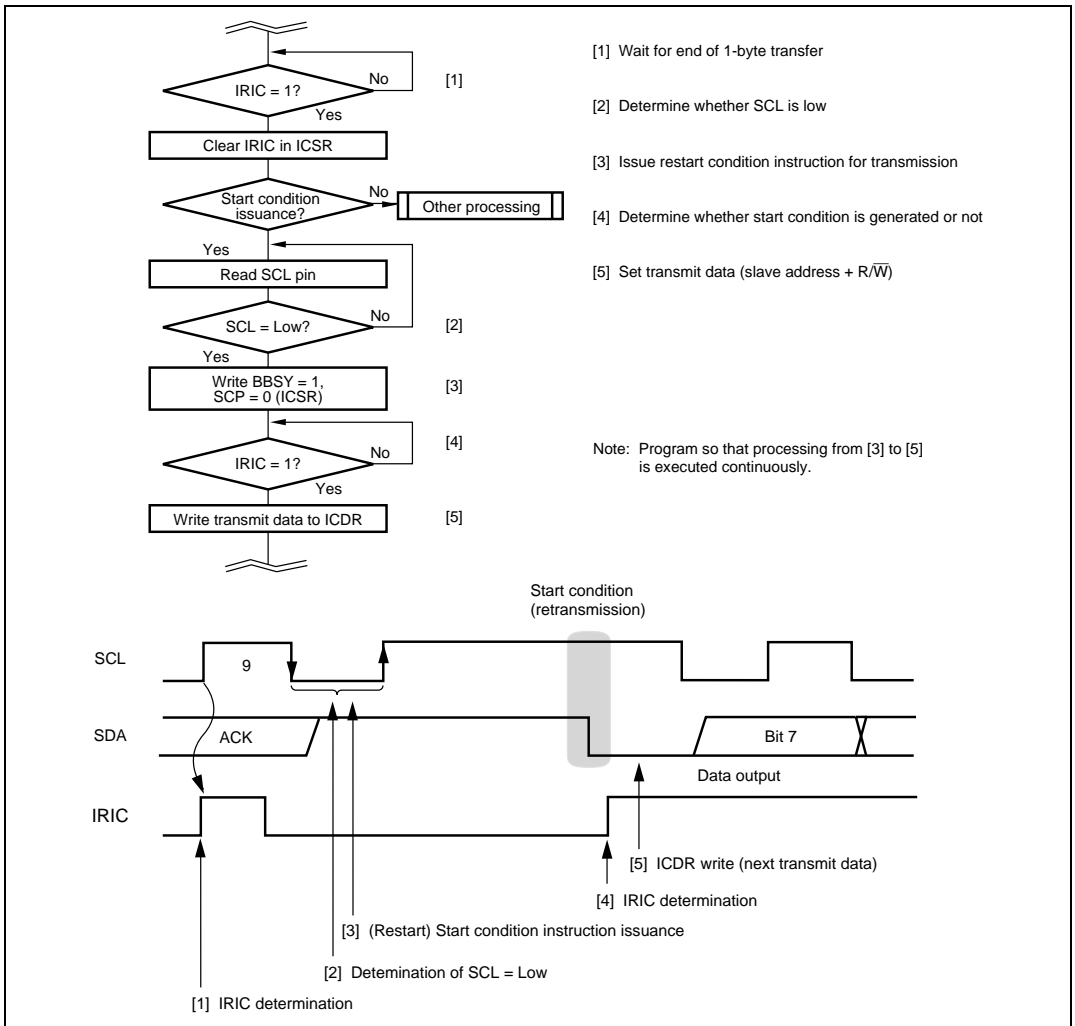 IRIC = 1?
No
[1]
Yes
Clear IRIC in ICSR
Start condition
issuance?
No
Other processing
Yes
Read SCL pin
SCL = Low?
No
[2]
Yes
Write BBSY = 1,
SCP = 0 (ICSR)
[3]
IRIC = 1?
No
[4]
Yes
Write transmit data to ICDR
[5]
[1] Wait for end of 1-byte transfer
[2] Determine whether SCL is low
[3] Issue restart condition instruction for transmission
[4] Determine whether start condition is generated or not
[5] Set transmit data (slave address + R/W̅)
Note: Program so that processing from [3] to [5]
is executed continuously.
Start condition
(retransmission)
SCL
9
SDA
ACK
Bit 7
Data output
IRIC
[5] ICDR write (next transmit data)
[4] IRIC determination
[3] (Restart) Start condition instruction issuance
[2] Detemination of SCL = Low
[1] IRIC determination